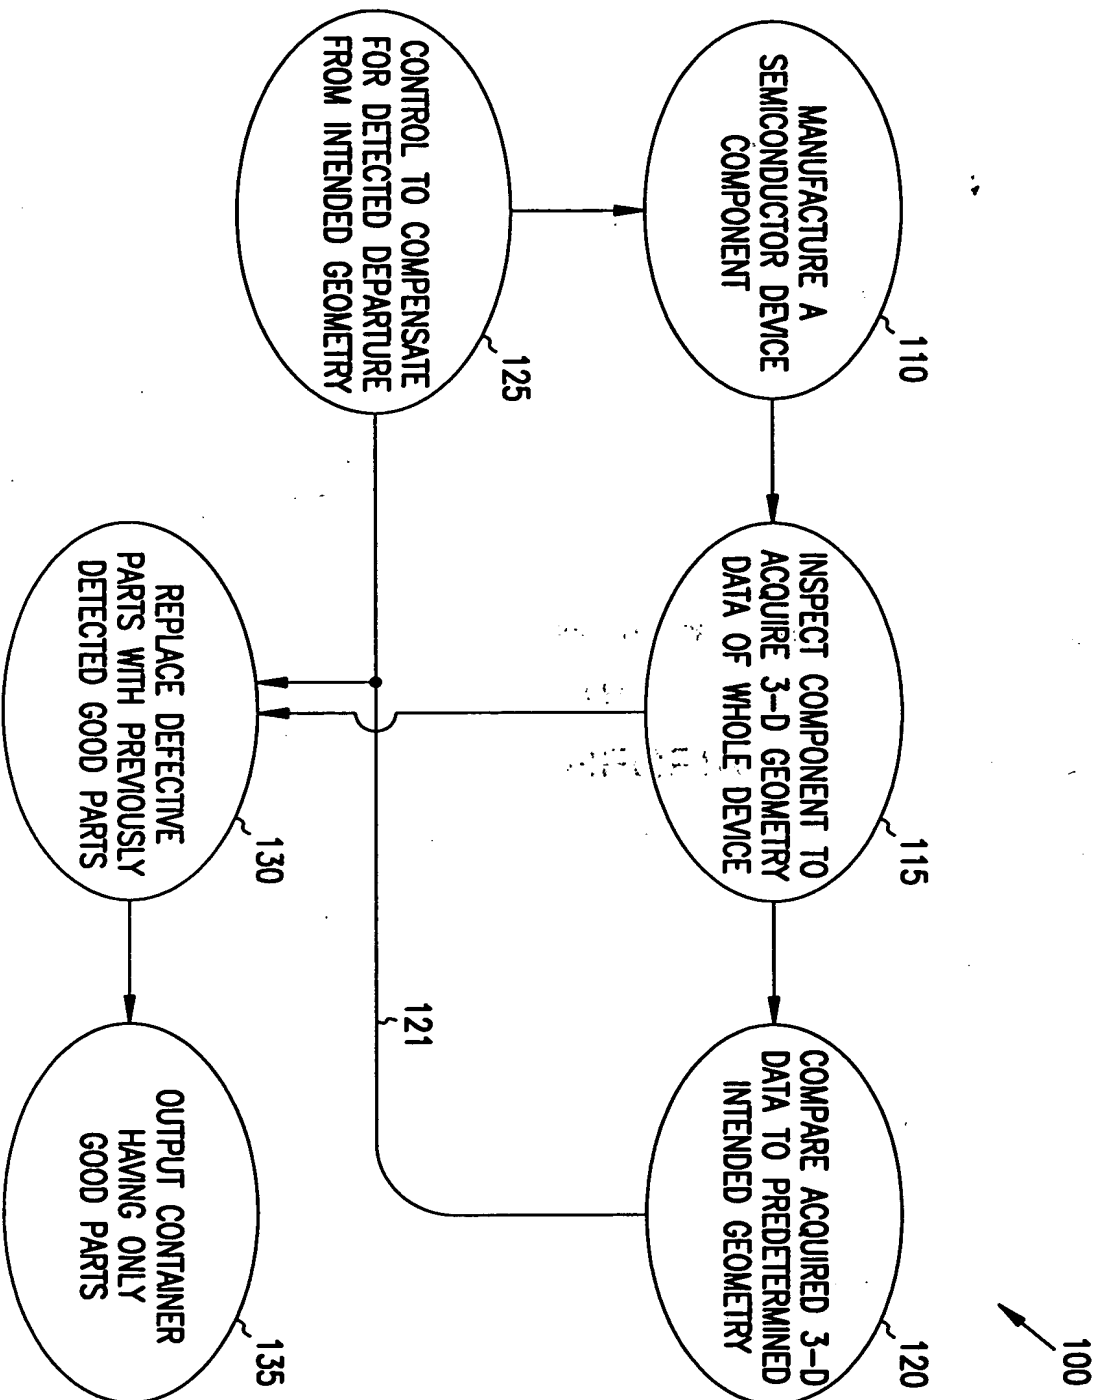 100
MANUFACTURE A
SEMICONDUCTOR DEVICE
COMPONENT
110
INSPECT COMPONENT TO
ACQUIRE 3-D GEOMETRY
DATA OF WHOLE DEVICE
115
COMPARE ACQUIRED 3-D
DATA TO PREDETERMINED
INTENDED GEOMETRY
120
CONTROL TO COMPENSATE
FOR DETECTED DEPARTURE
FROM INTENDED GEOMETRY
125
121
REPLACE DEFECTIVE
PARTS WITH PREVIOUSLY
DETECTED GOOD PARTS
130
OUTPUT CONTAINER
HAVING ONLY
GOOD PARTS
135